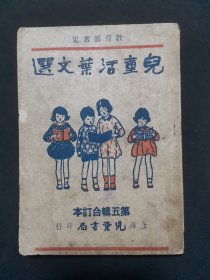 定審部育教
選文葉活童兒
第五輯合訂本
上海兒童書局印行